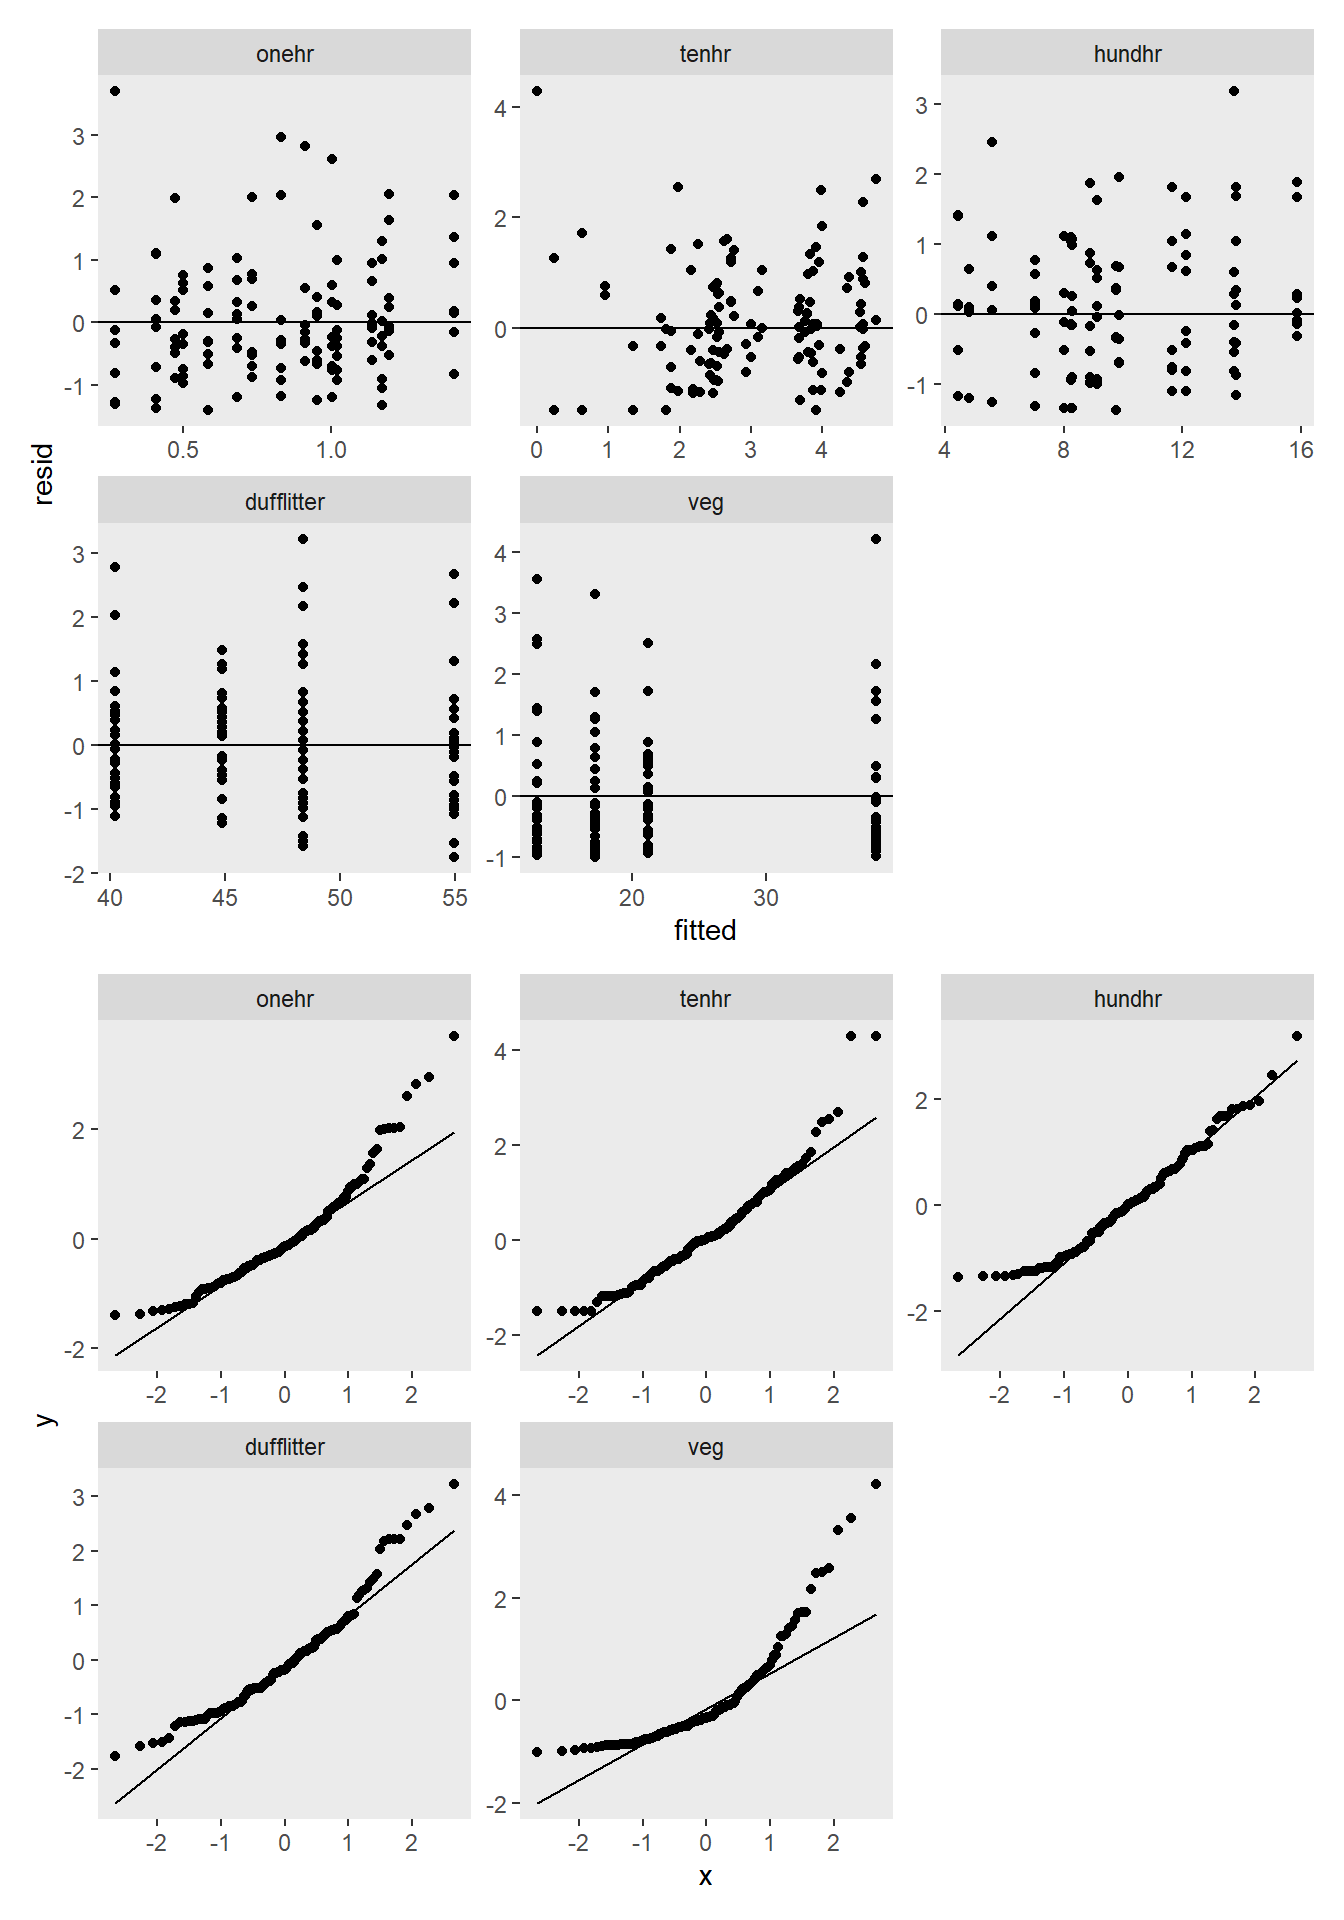 onehr tenhr hundhr
3 2 1 0 -1
4 2 0
3 2 1 0 -1
0.5 1.0
0 1 2 3 4
4 8 12 16
resid
dufflitter veg
3 2 1 0 -1 -2
4 3 2 1 0 -1
40 45 50 55
20 30
fitted
onehr tenhr hundhr
2 0 -2
4 2 0 -2
2 0 -2
-2 -1 0 1 2
-2 -1 0 1 2
-2 -1 0 1 2
y
dufflitter veg
3 2 1 0 -1 -2
4 2 0 -2
-2 -1 0 1 2
-2 -1 0 1 2
x